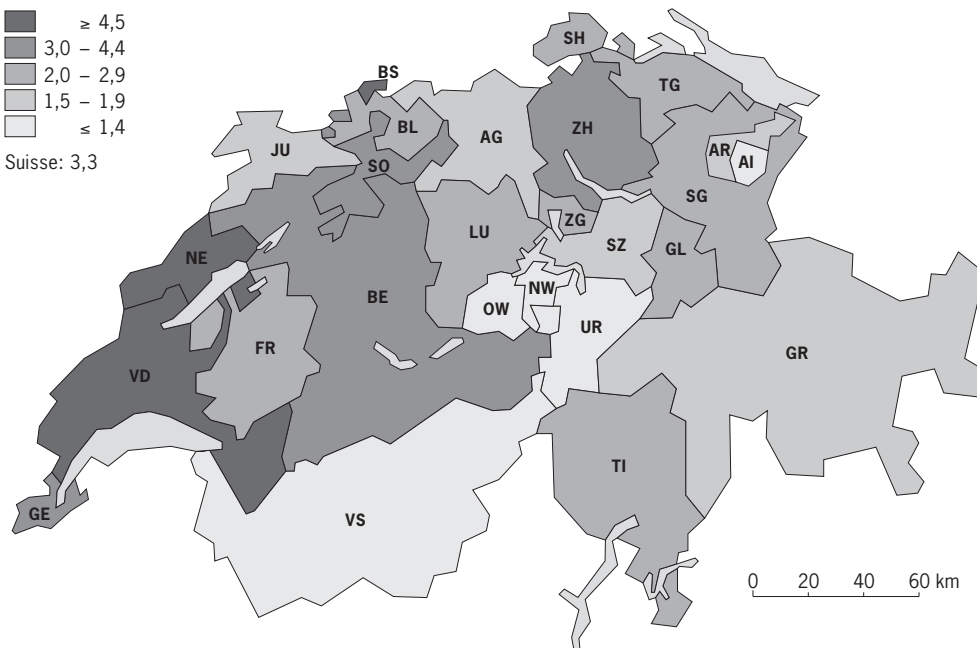 ≥ 4,5
3,0 – 4,4
2,0 – 2,9
1,5 – 1,9
≤ 1,4
Suisse: 3,3
SH
BS
TG
BL
AG
ZH
JU
SO
AR
AI
SG
ZG
LU
SZ
GL
NE
NW
BE
OW
UR
FR
GR
VD
TI
GE
VS
0 20 40 60 km